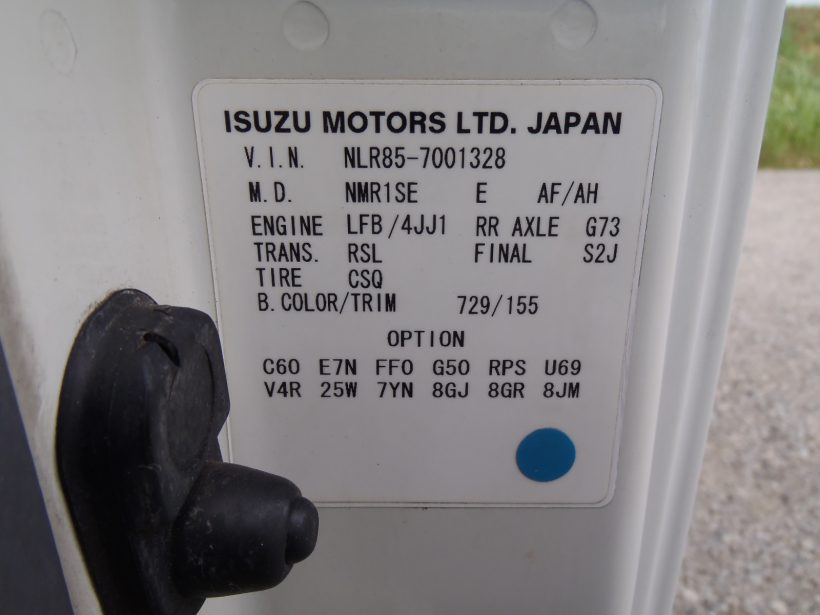 ISUZU MOTORS LTD. JAPAN
V.I.N. NLR85-7001328
M.D. NMR1SE E AF/AH
ENGINE LFB/4JJ1 RR AXLE G73
TRANS. RSL FINAL S2J
TIRE CSQ
B.COLOR/TRIM 729/155
OPTION
C60 E7N FF0 G50 RPS U69
V4R 25W 7YN 8GJ 8GR 8JM